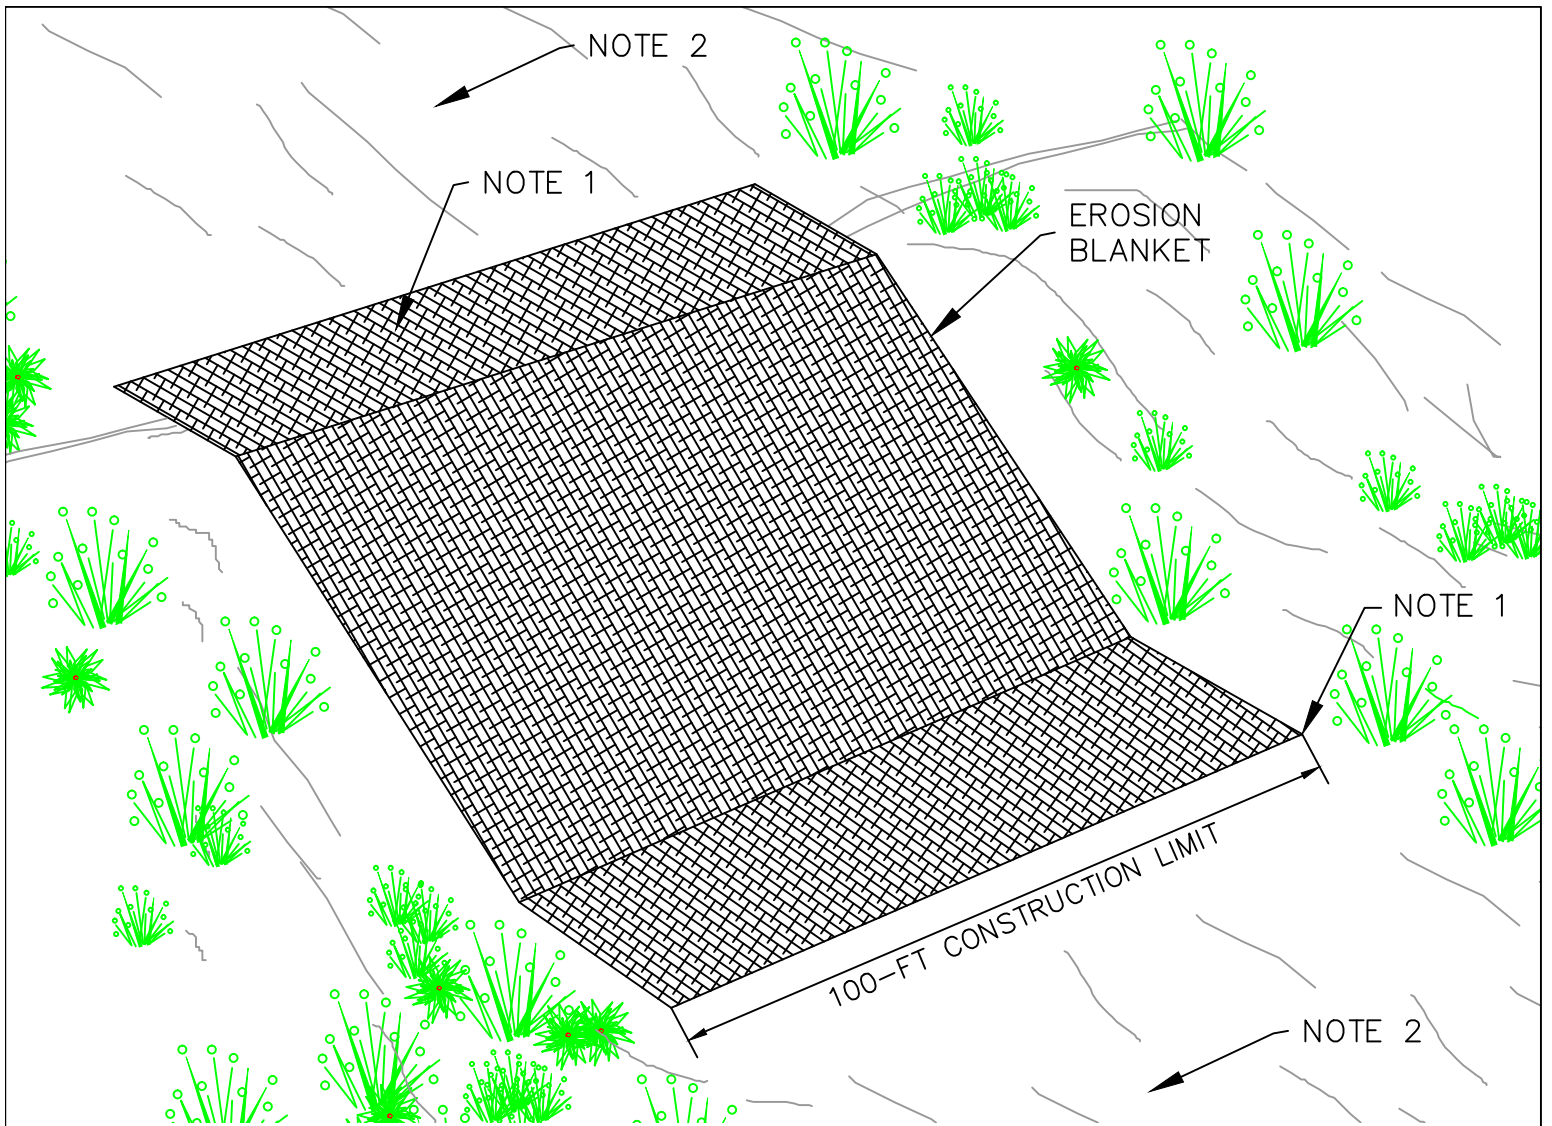 NOTE 2
NOTE 1
EROSION
BLANKET
NOTE 1
100-FT CONSTRUCTION LIMIT
NOTE 2